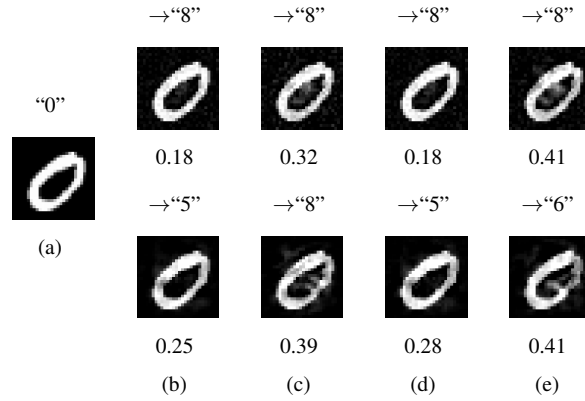 →“8” →“8” →“8” →“8”
“0”
0.18 0.32 0.18 0.41
→“5” →“8” →“5” →“6”
(a)
0.25 0.39 0.28 0.41
(b) (c) (d) (e)